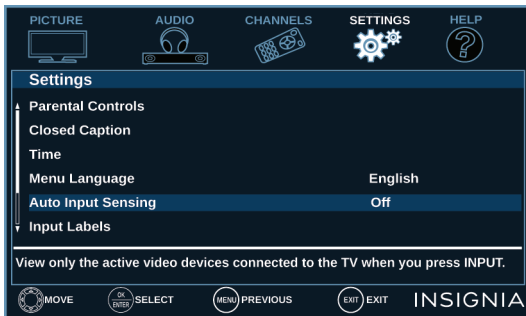 PICTURE AUDIO CHANNELS SETTINGS HELP
Settings
Parental Controls
Closed Caption
Time
Menu Language English
Auto Input Sensing Off
Input Labels
View only the active video devices connected to the TV when you press INPUT.
MOVE OK ENTER SELECT MENU PREVIOUS EXIT EXIT INSIGNIA